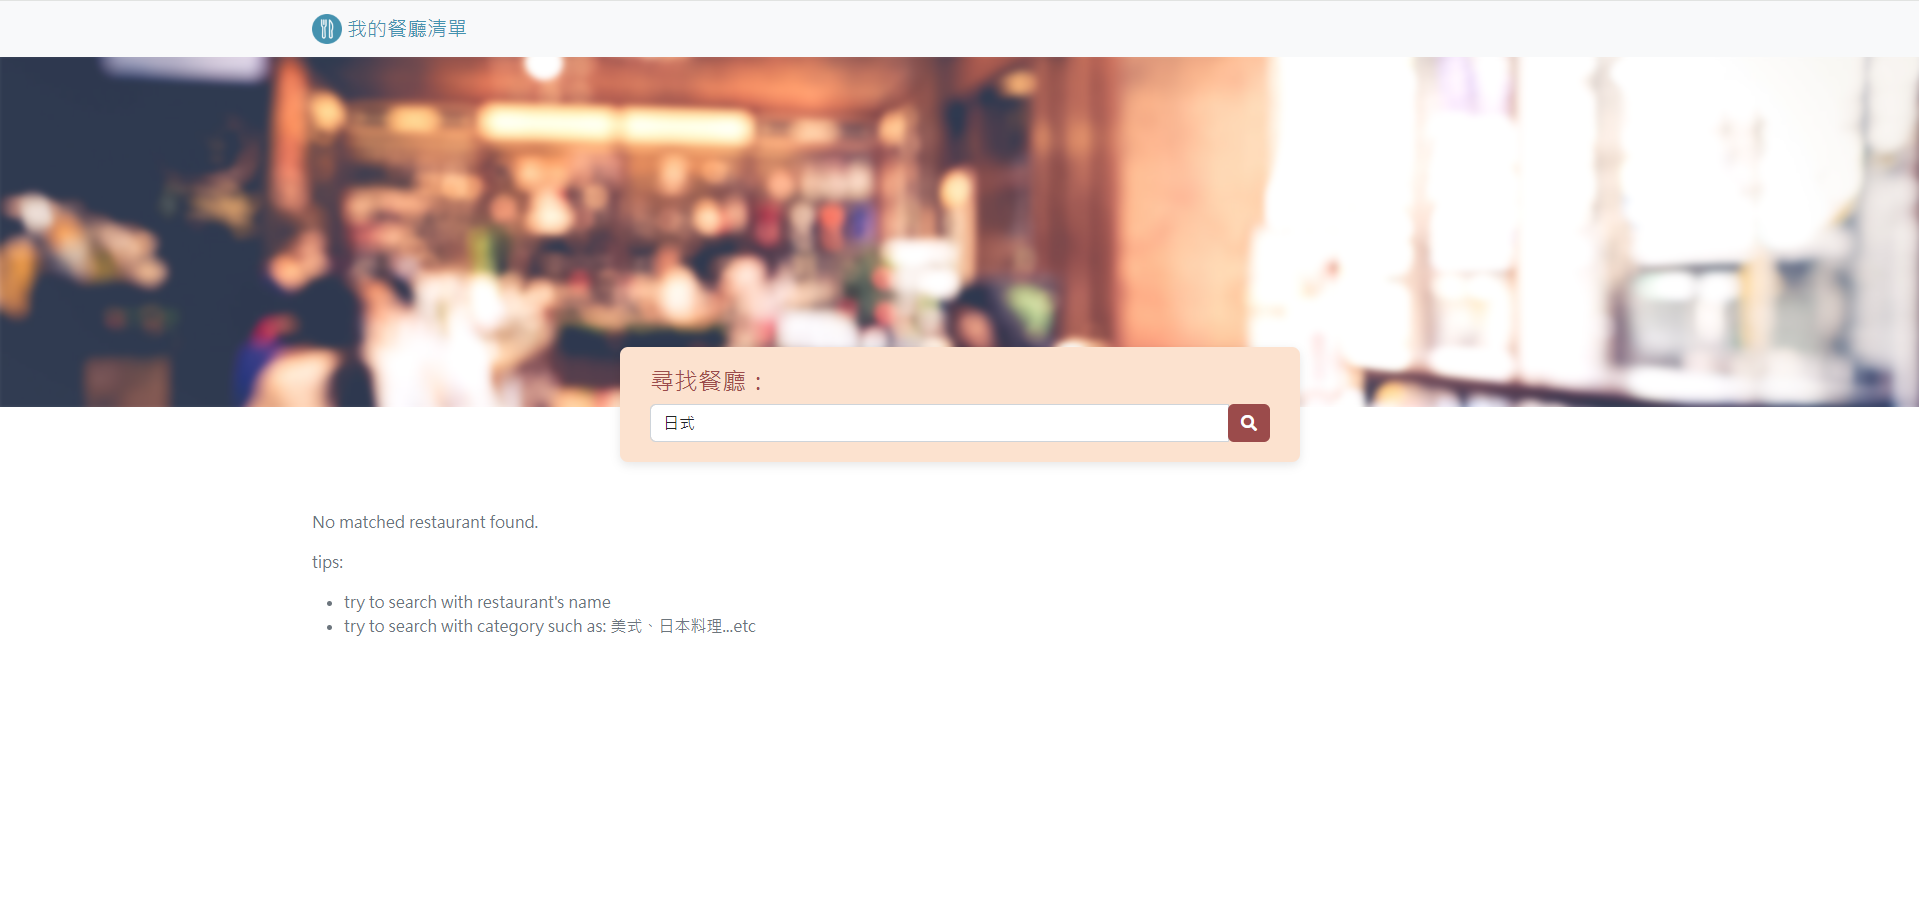 我的餐廳清單
尋找餐廳：
日式
No matched restaurant found.
tips:
try to search with restaurant's name
try to search with category such as: 美式、日本料理...etc